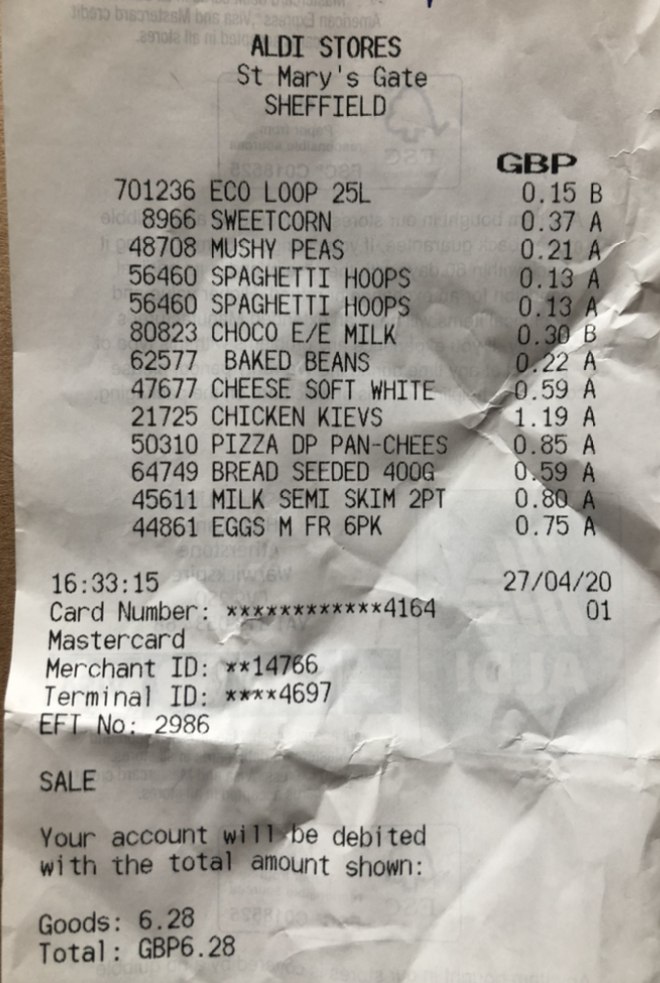 ALDI STORES
St Mary's Gate
SHEFFIELD
GBP
701236 ECO LOOP 25L 0.15 B
8966 SWEETCORN 0.37 A
48708 MUSHY PEAS 0.21 A
56460 SPAGHETTI HOOPS 0.13 A
56460 SPAGHETTI HOOPS 0.13 A
80823 CHOCO E/E MILK 0.30 B
62577 BAKED BEANS 0.22 A
47677 CHEESE SOFT WHITE 0.59 A
21725 CHICKEN KIEVS 1.19 A
50310 PIZZA DP PAN-CHEES 0.85 A
64749 BREAD SEEDED 400G 0.59 A
45611 MILK SEMI SKIM 2PT 0.80 A
44861 EGGS M FR 6PK 0.75 A
16:33:15 27/04/20
Card Number: ************4164 01
Mastercard
Merchant ID: **14766
Terminal ID: ****4697
EFT No: 2986
SALE
Your account will be debited
with the total amount shown:
Goods: 6.28
Total: GBP6.28